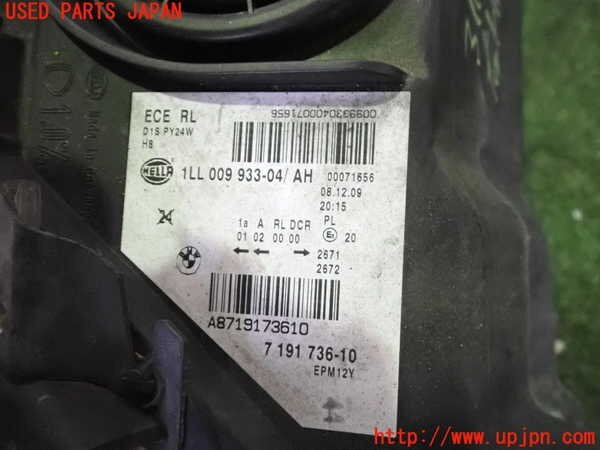 USED PARTS JAPAN
ECE RL
D1S PY24W
H8
00993304000071656
HELLA
1LL 009 933-04/ AH
00071656
08.12.09
20:15
1a A RL DCR
PL
01 02 00 00
E1 20
2671
2672
A8719173610
7 191 736-10
EPM12Y
http://www.upjpn.com